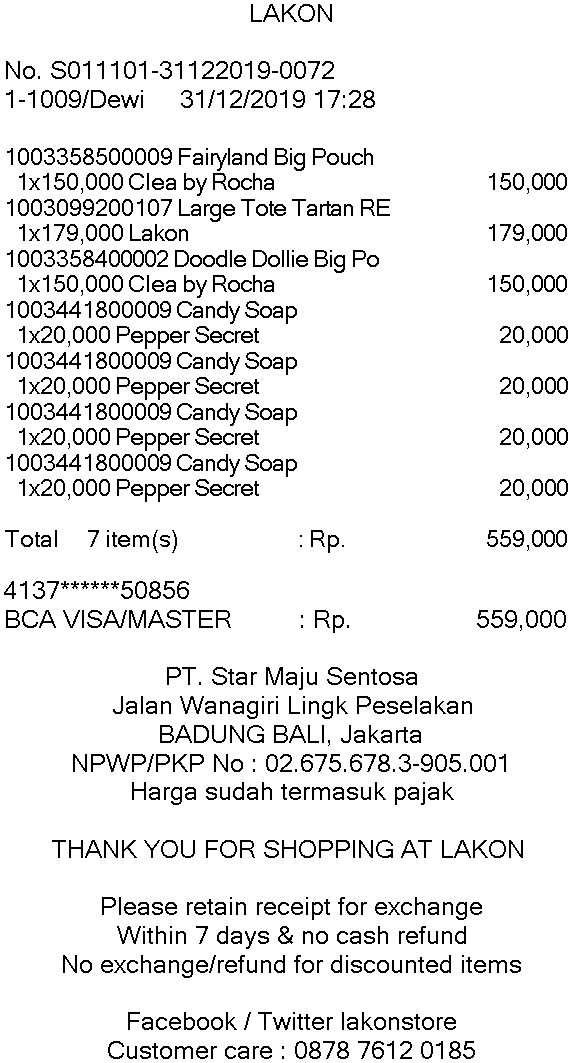 LAKON
No. S011101-31122019-0072
1-1009/Dewi 31/12/2019 17:28
1003358500009 Fairyland Big Pouch
1x150,000 Clea by Rocha 150,000
1003099200107 Large Tote Tartan RE
1x179,000 Lakon 179,000
1003358400002 Doodle Dollie Big Po
1x150,000 Clea by Rocha 150,000
1003441800009 Candy Soap
1x20,000 Pepper Secret 20,000
1003441800009 Candy Soap
1x20,000 Pepper Secret 20,000
1003441800009 Candy Soap
1x20,000 Pepper Secret 20,000
1003441800009 Candy Soap
1x20,000 Pepper Secret 20,000
Total 7 item(s) : Rp. 559,000
4137******50856
BCA VISA/MASTER : Rp. 559,000
PT. Star Maju Sentosa
Jalan Wanagiri Lingk Peselakan
BADUNG BALI, Jakarta
NPWP/PKP No : 02.675.678.3-905.001
Harga sudah termasuk pajak
THANK YOU FOR SHOPPING AT LAKON
Please retain receipt for exchange
Within 7 days & no cash refund
No exchange/refund for discounted items
Facebook / Twitter lakonstore
Customer care : 0878 7612 0185